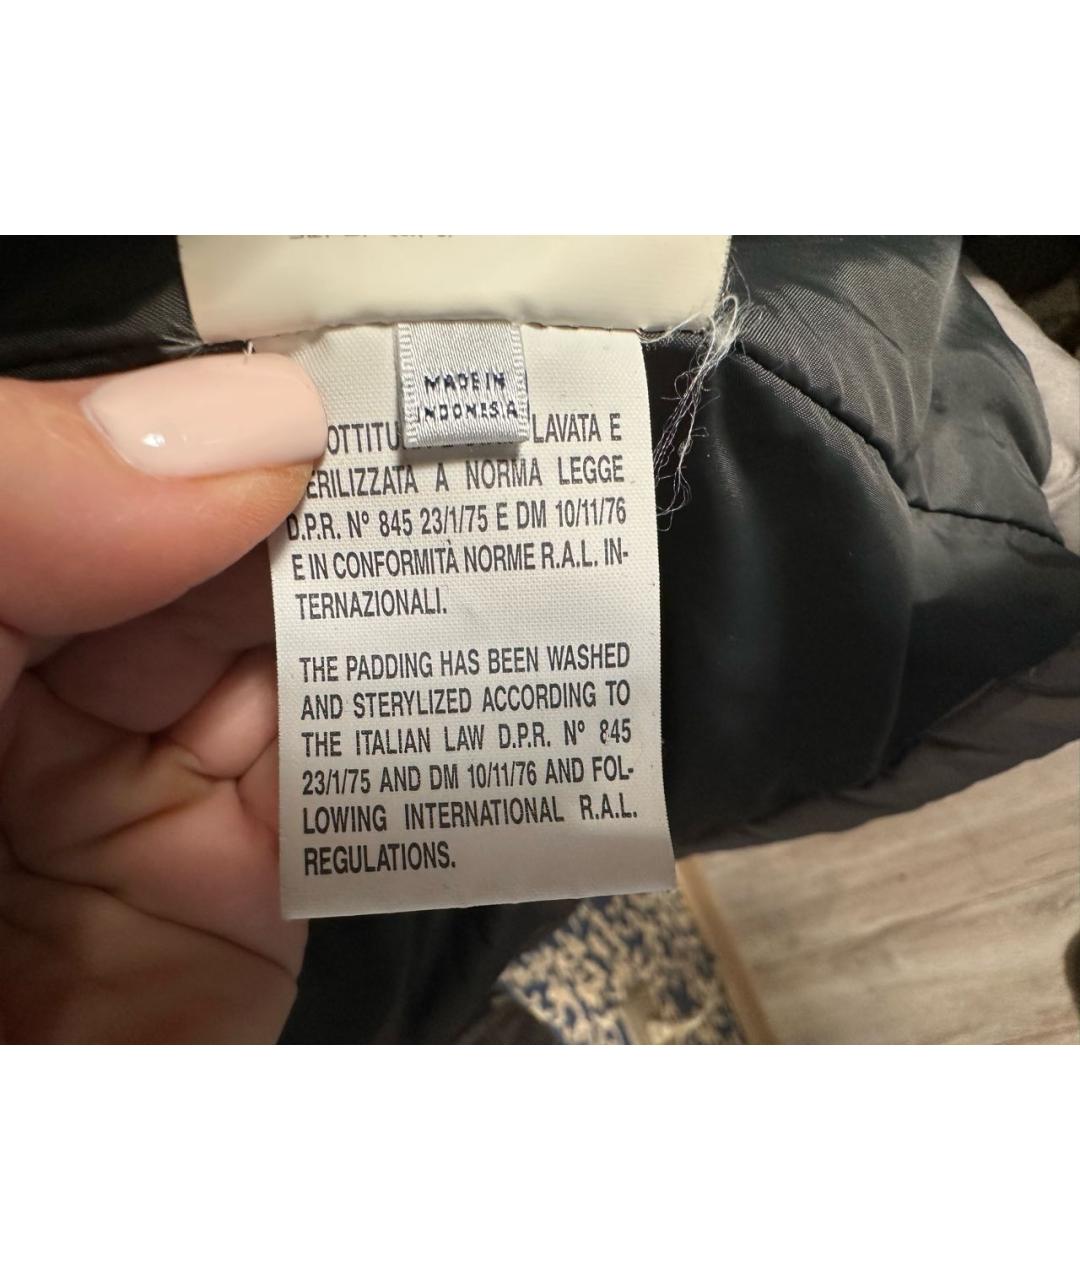 MADE IN
INDONESIA
LAVATA E
ERILIZZATA A NORMA LEGGE
D.P.R. Nº 845 23/1/75 E DM 10/11/76
E IN CONFORMITÀ NORME R.A.L. IN-
TERNAZIONALI.
THE PADDING HAS BEEN WASHED
AND STERYLIZED ACCORDING TO
THE ITALIAN LAW D.P.R. Nº 845
23/1/75 AND DM 10/11/76 AND FOL-
LOWING INTERNATIONAL R.A.L.
REGULATIONS.